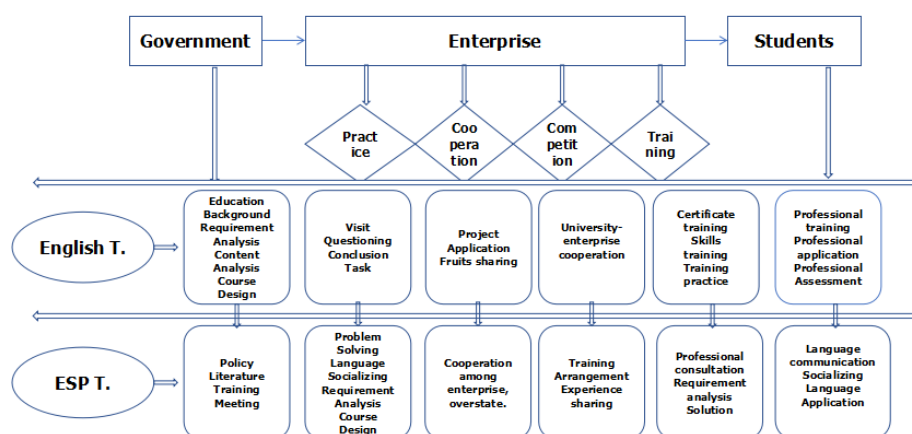 Government
Enterprise
Students
Pract
ice
Coo
pera
tion
Com
petit
ion
Trai
ning
English T.
Education
Background
Requirement
Analysis
Content
Analysis
Course
Design
Visit
Questioning
Conclusion
Task
Project
Application
Fruits sharing
University-
enterprise
cooperation
Certificate
training
Skills
training
Training
practice
Professional
training
Professional
application
Professional
Assessment
ESP T.
Policy
Literature
Training
Meeting
Problem
Solving
Language
Socializing
Requirement
Analysis
Course
Design
Cooperation
among
enterprise,
overstate.
Training
Arrangement
Experience
sharing
Professional
consultation
Requirement
analysis
Solution
Language
communication
Socializing
Language
Application